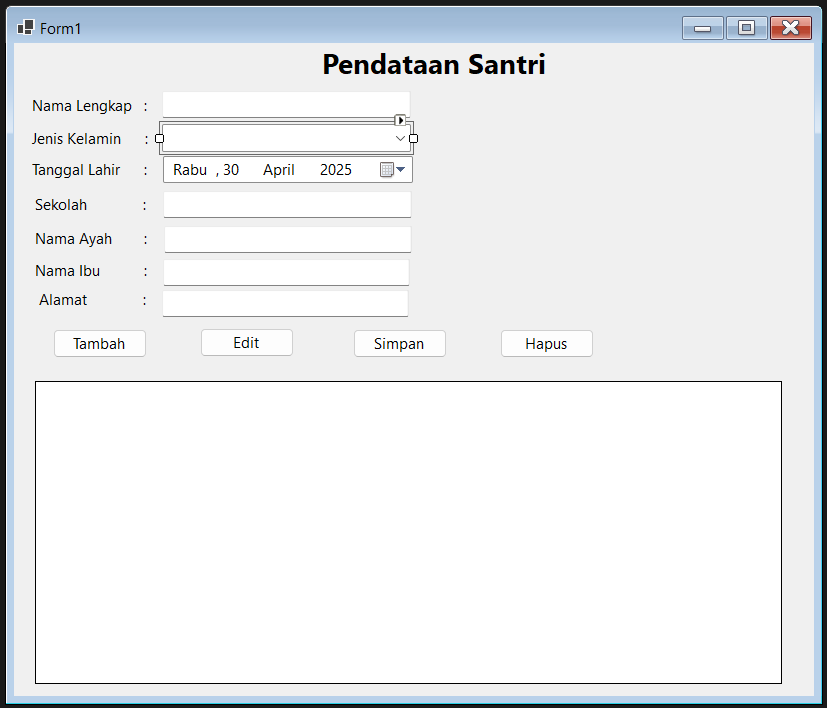 Form1
Pendataan Santri
Nama Lengkap :
Jenis Kelamin :
Tanggal Lahir : Rabu , 30 April 2025
Sekolah :
Nama Ayah :
Nama Ibu :
Alamat :
Tambah Edit Simpan Hapus